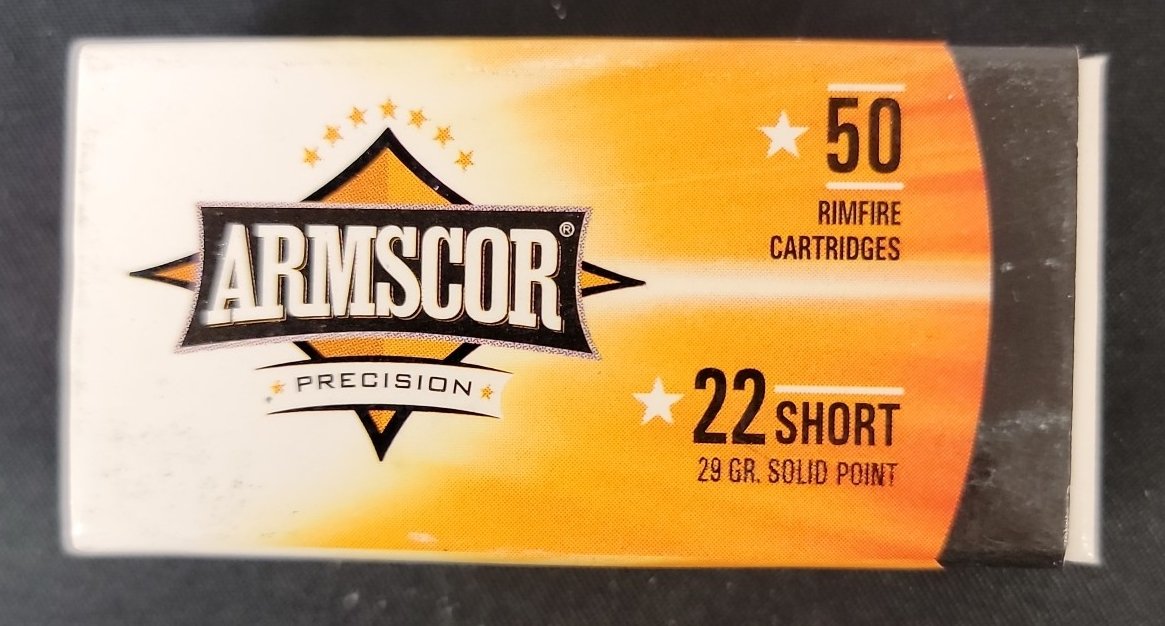 ARMSCOR®
PRECISION
50
RIMFIRE
CARTRIDGES
22 SHORT
29 GR. SOLID POINT